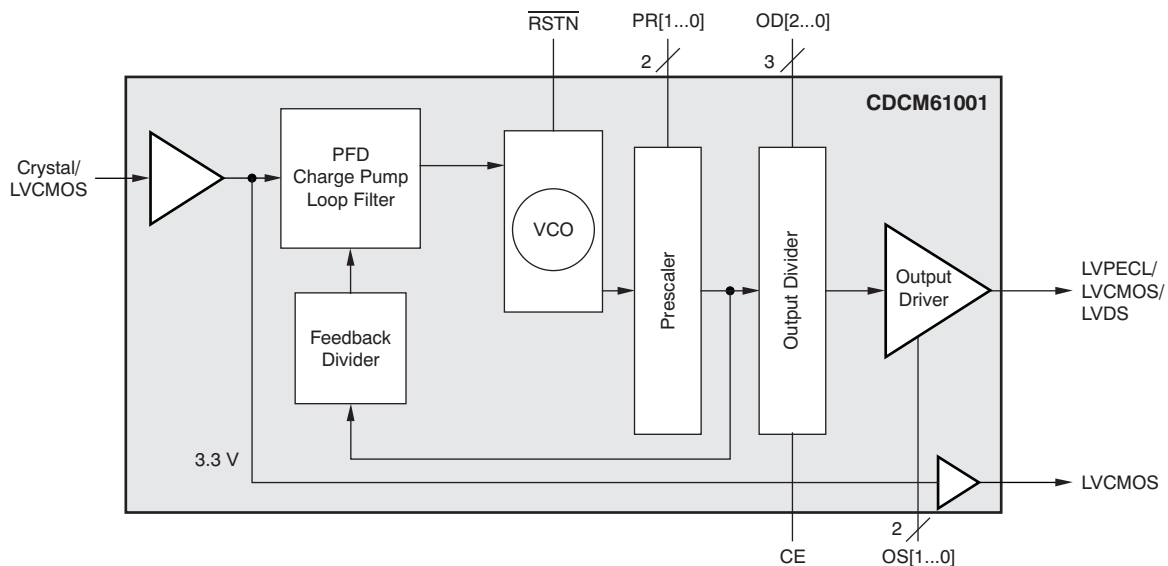 RSTN
PR[1...0]
OD[2...0]
2
3
CDCM61001
Crystal/
LVCMOS
PFD
Charge Pump
Loop Filter
VCO
Feedback
Divider
Prescaler
Output Divider
Output
Driver
LVPECL/
LVCMOS/
LVDS
3.3 V
LVCMOS
2
CE
OS[1...0]